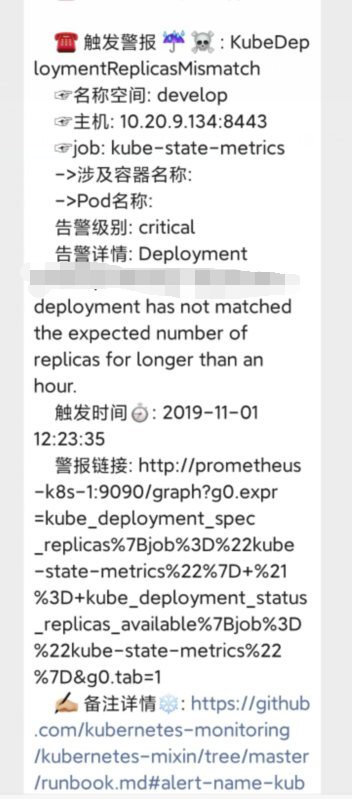 ☎️ 触发警报 ☔ ☠️ : KubeDep
loymentReplicasMismatch
☞名称空间: develop
☞主机: 10.20.9.134:8443
☞job: kube-state-metrics
->涉及容器名称:
->Pod名称:
告警级别: critical
告警详情: Deployment
deployment has not matched
the expected number of
replicas for longer than an
hour.
触发时间⏱: 2019-11-01
12:23:35
警报链接: http://prometheus
-k8s-1:9090/graph?g0.expr
=kube_deployment_spec
_replicas%7Bjob%3D%22kube
-state-metrics%22%7D+%21
%3D+kube_deployment_status
_replicas_available%7Bjob%3D
%22kube-state-metrics%22
%7D&g0.tab=1
✍🏼 备注详情❄️: https://github
.com/kubernetes-monitoring
/kubernetes-mixin/tree/master
/runbook.md#alert-name-kub